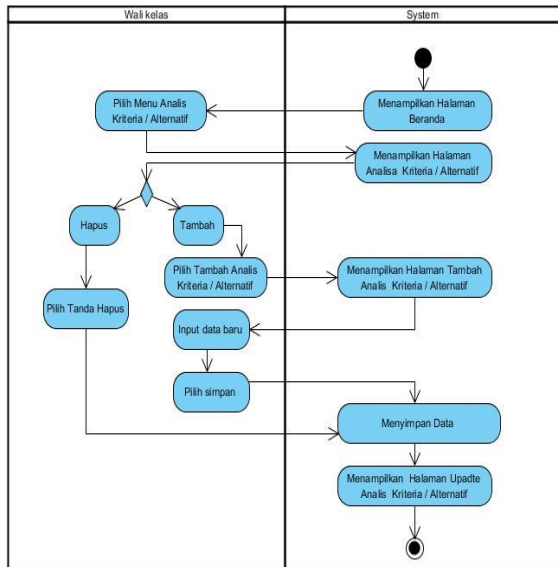 Wali kelas
System
Menampilkan Halaman
Beranda
Pilih Menu Analis
Kriteria / Alternatif
Menampilkan Halaman
Analisa Kriteria / Alternatif
Hapus
Tambah
Pilih Tambah Analis
Kriteria / Alternatif
Menampilkan Halaman Tambah
Analis Kriteria / Alternatif
Pilih Tanda Hapus
Input data baru
Pilih simpan
Menyimpan Data
Menampilkan Halaman Upadte
Analis Kriteria / Alternatif